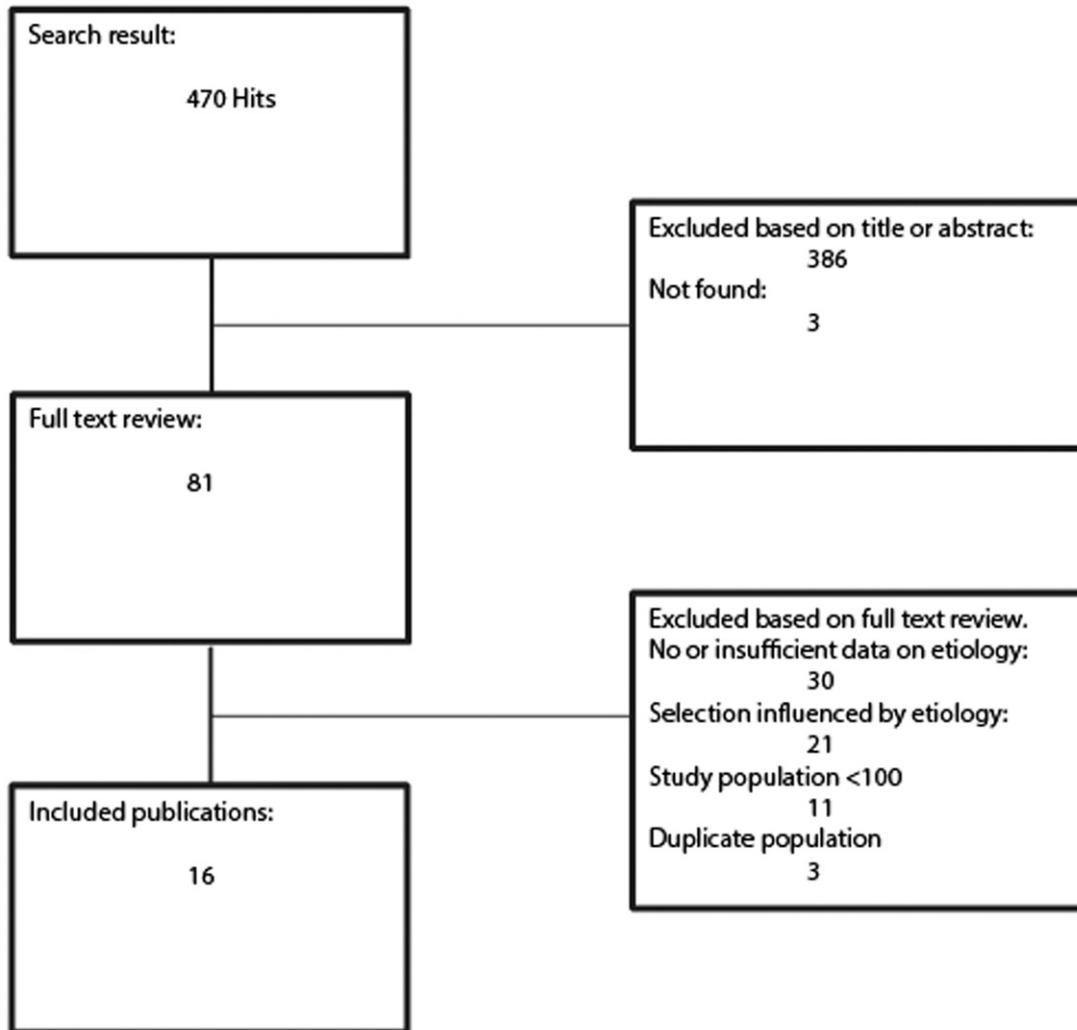 Search result:
470 Hits
Excluded based on title or abstract:
386
Not found:
3
Full text review:
81
Excluded based on full text review.
No or insufficient data on etiology:
30
Selection influenced by etiology:
21
Study population <100
11
Duplicate population
3
Included publications:
16